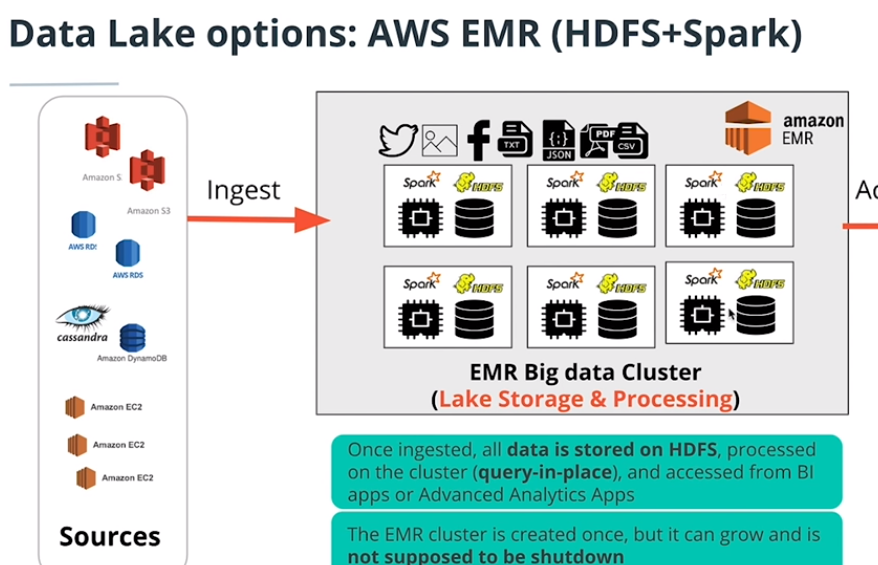 Data Lake options: AWS EMR (HDFS+Spark)
Amazon S
Amazon S3
AWS RDS
AWS RDS
cassandra
Amazon DynamoDB
Amazon EC2
Amazon EC2
Amazon EC2
Sources
Ingest
TXT
{:}
JSON
PDF
CSV
amazon
EMR
Spark HDFS
Spark HDFS
Spark HDFS
Spark HDFS
Spark HDFS
Spark HDFS
EMR Big data Cluster
(Lake Storage & Processing)
Once ingested, all data is stored on HDFS, processed
on the cluster (query-in-place), and accessed from BI
apps or Advanced Analytics Apps
The EMR cluster is created once, but it can grow and is
not supposed to be shutdown